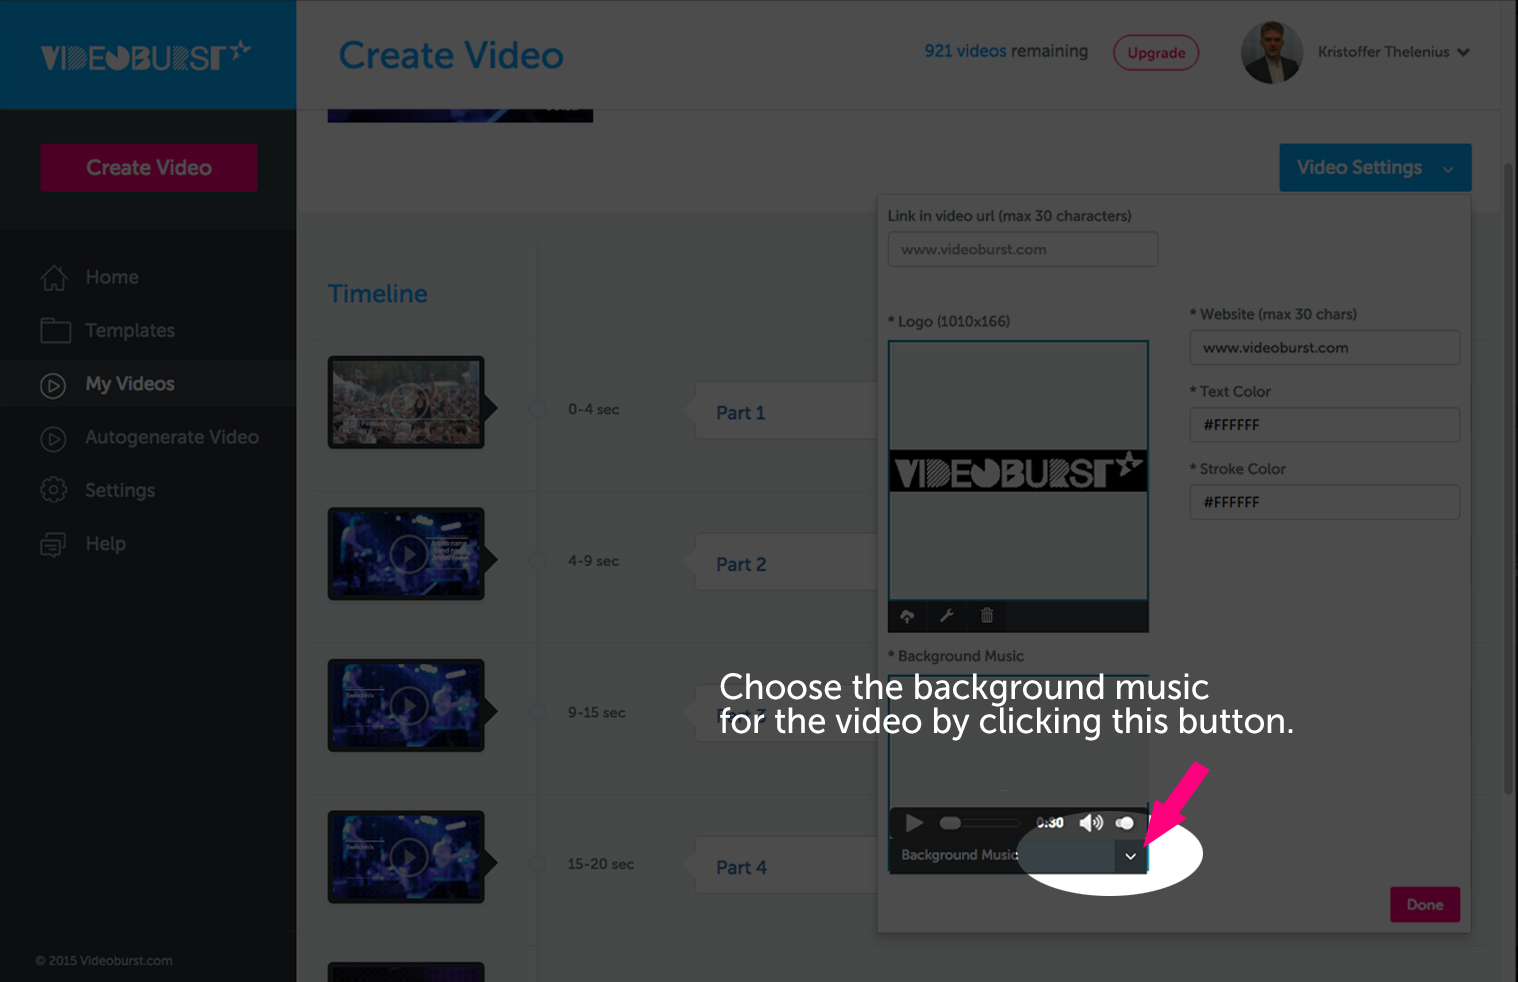 VIDEOBURST
Create Video
921 videos remaining
Upgrade
Kristoffer Thelenius
Create Video
Video Settings
Home
Templates
My Videos
Autogenerate Video
Settings
Help
© 2015 Videoburst.com
Timeline
0-4 sec
Part 1
4-9 sec
Part 2
9-15 sec
15-20 sec
Part 4
Link in video url (max 30 characters)
www.videoburst.com
* Logo (1010x166)
VIDEOBURST
* Website (max 30 chars)
www.videoburst.com
* Text Color
#FFFFFF
* Stroke Color
#FFFFFF
* Background Music
Choose the background music
for the video by clicking this button.
0:30
Background Music
Done